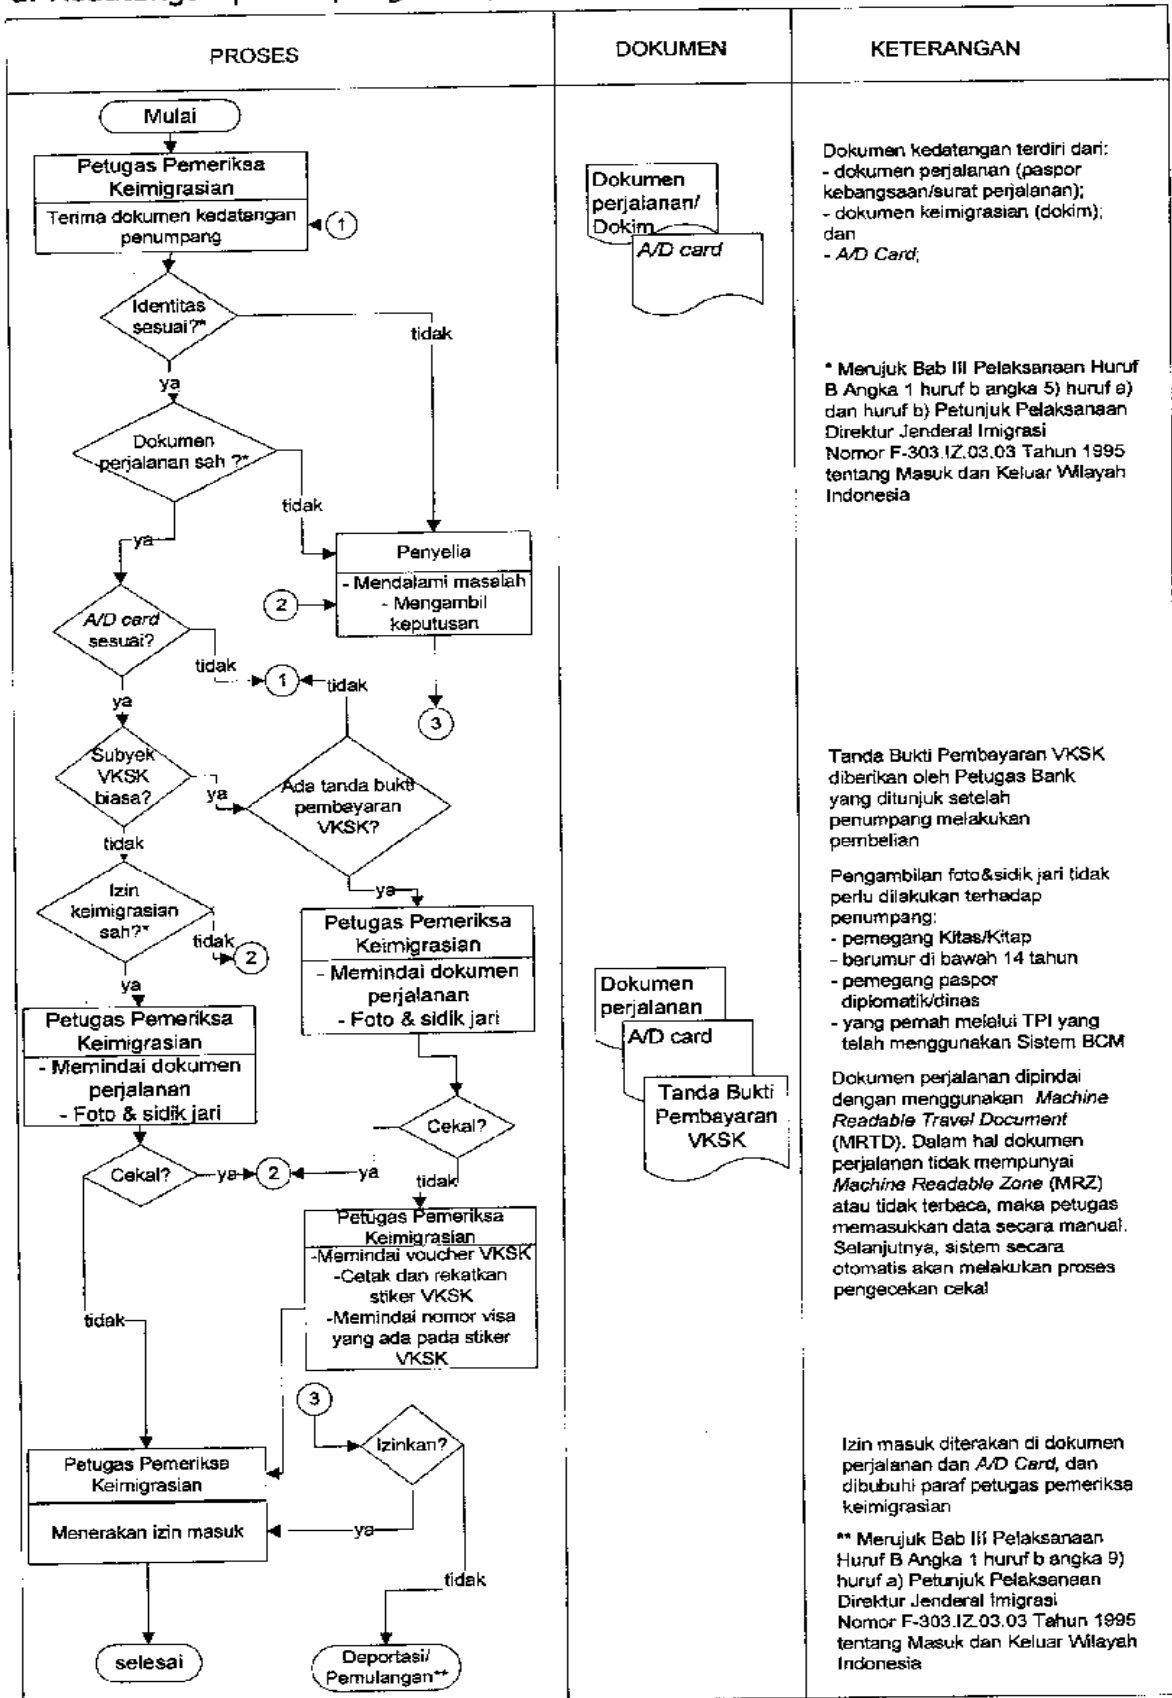 PROSES
DOKUMEN
KETERANGAN
Mulai
Petugas Pemeriksa
Keimigrasian
Terima dokumen kedatangan
penumpang
1
Identitas
sesuai?*
tidak
ya
Dokumen
perjalanan sah ?*
tidak
ya
Penyelia
- Mendalami masalah
- Mengambil
keputusan
2
3
A/D card
sesuai?
tidak
1
tidak
ya
Subyek
VKSK
biasa?
ya
Ada tanda bukti
pembayaran
VKSK?
tidak
ya
Izin
keimigrasian
sah?*
tidak
2
ya
Petugas Pemeriksa
Keimigrasian
- Memindai dokumen
perjalanan
- Foto & sidik jari
Petugas Pemeriksa
Keimigrasian
- Memindai dokumen
perjalanan
- Foto & sidik jari
Cekal?
ya
2
ya
Cekal?
tidak
Petugas Pemeriksa
Keimigrasian
-Memindai voucher VKSK
-Cetak dan rekatkan
stiker VKSK
-Memindai nomor visa
yang ada pada stiker
VKSK
tidak
3
Izinkan?
Petugas Pemeriksa
Keimigrasian
Menerakan izin masuk
ya
tidak
selesai
Deportasi/
Pemulangan**
Dokumen
perjalanan/
Dokim
A/D card
Dokumen
perjalanan
A/D card
Tanda Bukti
Pembayaran
VKSK
Dokumen kedatangan terdiri dari:
- dokumen perjalanan (paspor
kebangsaan/surat perjalanan);
- dokumen keimigrasian (dokim);
dan
- A/D Card;
* Merujuk Bab III Pelaksanaan Huruf
B Angka 1 huruf b angka 5) huruf a)
dan huruf b) Petunjuk Pelaksanaan
Direktur Jenderal Imigrasi
Nomor F-303.IZ.03.03 Tahun 1995
tentang Masuk dan Keluar Wilayah
Indonesia
Tanda Bukti Pembayaran VKSK
diberikan oleh Petugas Bank
yang ditunjuk setelah
penumpang melakukan
pembelian
Pengambilan foto&sidik jari tidak
perlu dilakukan terhadap
penumpang:
- pemegang Kitas/Kitap
- berumur di bawah 14 tahun
- pemegang paspor
diplomatik/dinas
- yang pernah melalui TPI yang
telah menggunakan Sistem BCM
Dokumen perjalanan dipindai
dengan menggunakan Machine
Readable Travel Document
(MRTD). Dalam hal dokumen
perjalanan tidak mempunyai
Machine Readable Zone (MRZ)
atau tidak terbaca, maka petugas
memasukkan data secara manual.
Selanjutnya, sistem secara
otomatis akan melakukan proses
pengecekan cekal
Izin masuk diterakan di dokumen
perjalanan dan A/D Card, dan
dibubuhi paraf petugas pemeriksa
keimigrasian
** Merujuk Bab III Pelaksanaan
Huruf B Angka 1 huruf b angka 9)
huruf a) Petunjuk Pelaksanaan
Direktur Jenderal Imigrasi
Nomor F-303.IZ.03.03 Tahun 1995
tentang Masuk dan Keluar Wilayah
Indonesia